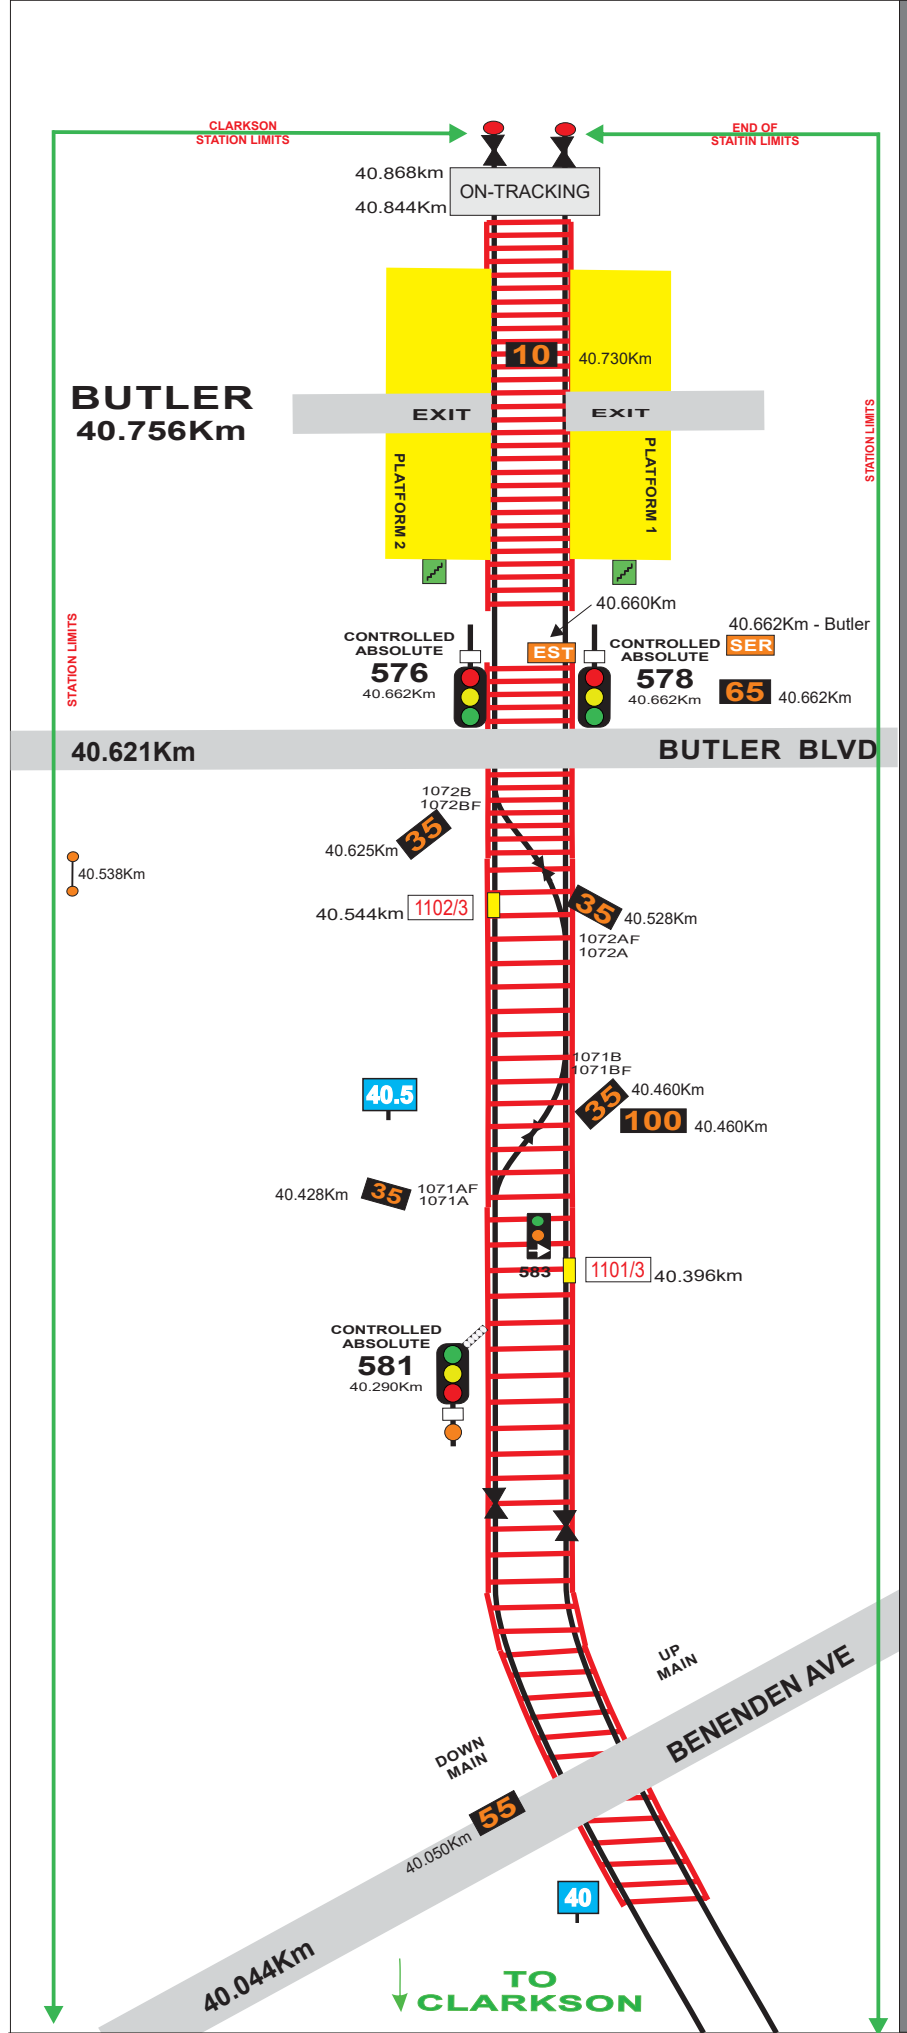 CLARKSON
STATION LIMITS
END OF
STAITIN LIMITS
40.868km
ON-TRACKING
40.844Km
10
40.730Km
BUTLER
40.756Km
EXIT
EXIT
STATION LIMITS
PLATFORM 2
PLATFORM 1
40.660Km
STATION LIMITS
CONTROLLED
ABSOLUTE
576
40.662Km
EST
CONTROLLED
ABSOLUTE
578
40.662Km
40.662Km - Butler
SER
65
40.662Km
40.621Km
BUTLER BLVD
1072B
1072BF
35
40.625Km
40.538Km
40.544km
1102/3
35
40.528Km
1072AF
1072A
1071B
1071BF
40.5
35
40.460Km
100
40.460Km
40.428Km
35
1071AF
1071A
583
1101/3
40.396km
CONTROLLED
ABSOLUTE
581
40.290Km
UP
MAIN
BENENDEN AVE
DOWN
MAIN
55
40.050Km
40
40.044Km
TO
CLARKSON